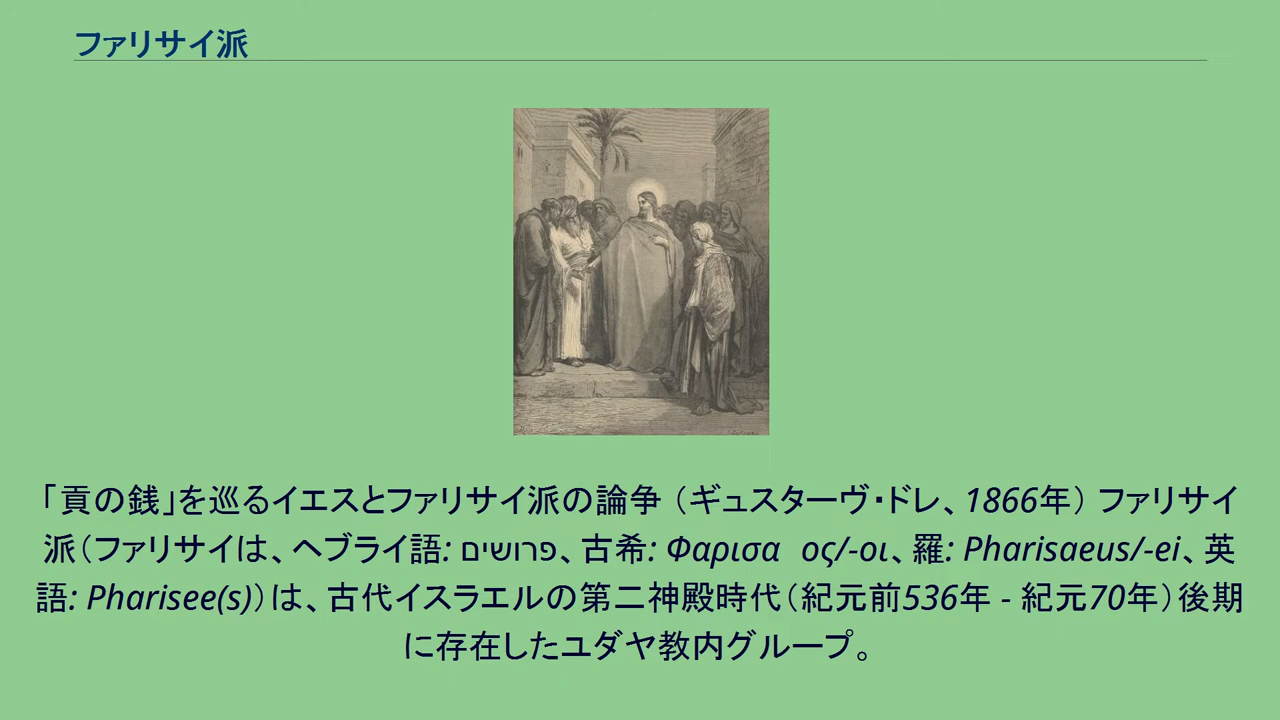 ファリサイ派
「貢の銭」を巡るイエスとファリサイ派の論争（ギュスターヴ・ドレ、1866年） ファリサイ
派（ファリサイは、ヘブライ語: פרושים、古希: Φαρισα ος/-οι、羅: Pharisaeus/-ei、英
語: Pharisee(s)）は、古代イスラエルの第二神殿時代（紀元前536年 - 紀元70年）後期
に存在したユダヤ教内グループ。